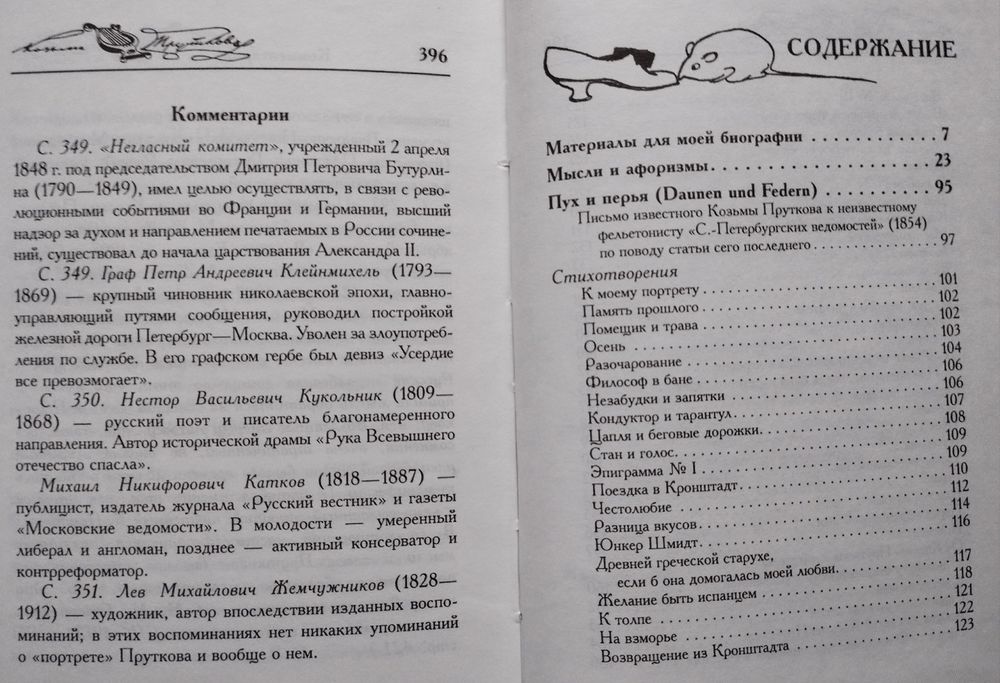 Козьма Прутковъ
396
Комментарии
С. 349. «Негласный комитет», учрежденный 2 апреля
1848 г. под председательством Дмитрия Петровича Бутурли-
на (1790—1849), имел целью осуществлять, в связи с рево-
люционными событиями во Франции и Германии, высший
надзор за духом и направлением печатаемых в России сочине-
ний, существовал до начала царствования Александра II.
С. 349. Граф Петр Андреевич Клейнмихель (1793—
1869) — крупный чиновник николаевской эпохи, главно-
управляющий путями сообщения, руководил постройкой
железной дороги Петербург—Москва. Уволен за злоупотреб-
ления по службе. В его графском гербе был девиз «Усердие
все превозмогает».
С. 350. Нестор Васильевич Кукольник (1809—
1868) — русский поэт и писатель благонамеренного
направления. Автор исторической драмы «Рука Всевышнего
отечество спасла».
Михаил Никифорович Катков (1818—1887) —
публицист, издатель журнала «Русский вестник» и газеты
«Московские ведомости». В молодости — умеренный
либерал и англоман, позднее — активный консерватор и
контрреформатор.
С. 351. Лев Михайлович Жемчужников (1828—
1912) — художник, автор впоследствии изданных воспо-
минаний; в этих воспоминаниях нет никаких упоминаний
о «портрете» Пруткова и вообще о нем.
СОДЕРЖАНИЕ
Материалы для моей биографии . . . . . . . . . . . 7
Мысли и афоризмы. . . . . . . . . . . . . . . . . . . 23
Пух и перья (Daunen und Federn) . . . . . . . . . . 95
Письмо известного Козьмы Пруткова к неизвестному
фельетонисту «С.-Петербургских ведомостей» (1854)
по поводу статьи сего последнего . . . . . . . . . . . 97
Стихотворения
К моему портрету . . . . . . . . . . . . . . . . . . 101
Память прошлого . . . . . . . . . . . . . . . . . . 102
Помещик и трава . . . . . . . . . . . . . . . . . . 102
Осень . . . . . . . . . . . . . . . . . . . . . . . 103
Разочарование . . . . . . . . . . . . . . . . . . . 104
Философ в бане . . . . . . . . . . . . . . . . . . 106
Незабудки и запятки . . . . . . . . . . . . . . . . 106
Кондуктор и тарантул. . . . . . . . . . . . . . . . 107
Цапля и беговые дорожки. . . . . . . . . . . . . . 108
Стан и голос. . . . . . . . . . . . . . . . . . . . 109
Эпиграмма № I . . . . . . . . . . . . . . . . . . . 109
Поездка в Кронштадт. . . . . . . . . . . . . . . . 110
Честолюбие . . . . . . . . . . . . . . . . . . . . 112
Разница вкусов. . . . . . . . . . . . . . . . . . . 114
Юнкер Шмидт. . . . . . . . . . . . . . . . . . . . 116
Древней греческой старухе,
если б она домогалась моей любви. . . . . . . . . 117
Желание быть испанцем . . . . . . . . . . . . . . 118
К толпе . . . . . . . . . . . . . . . . . . . . . . 121
На взморье . . . . . . . . . . . . . . . . . . . . 122
Возвращение из Кронштадта . . . . . . . . . . . . 123